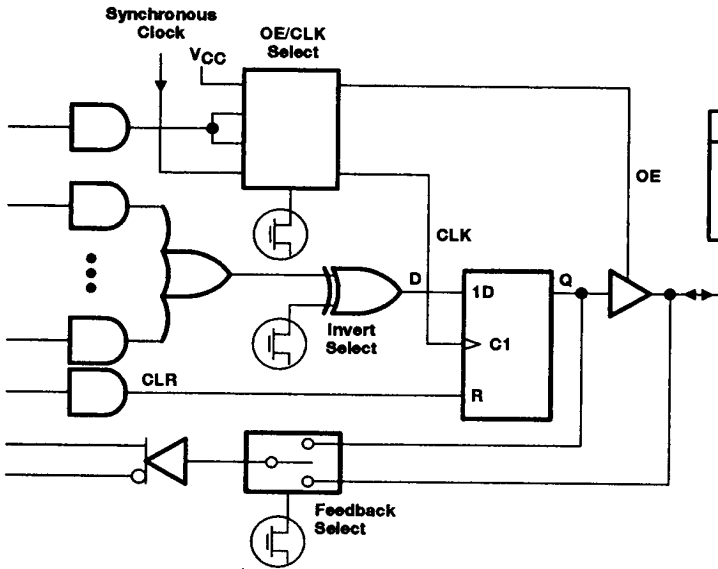 Synchronous
Clock
OE/CLK
Select
VCC
OE
CLK
D
1D
Q
C1
Invert
Select
CLR
R
Feedback
Select